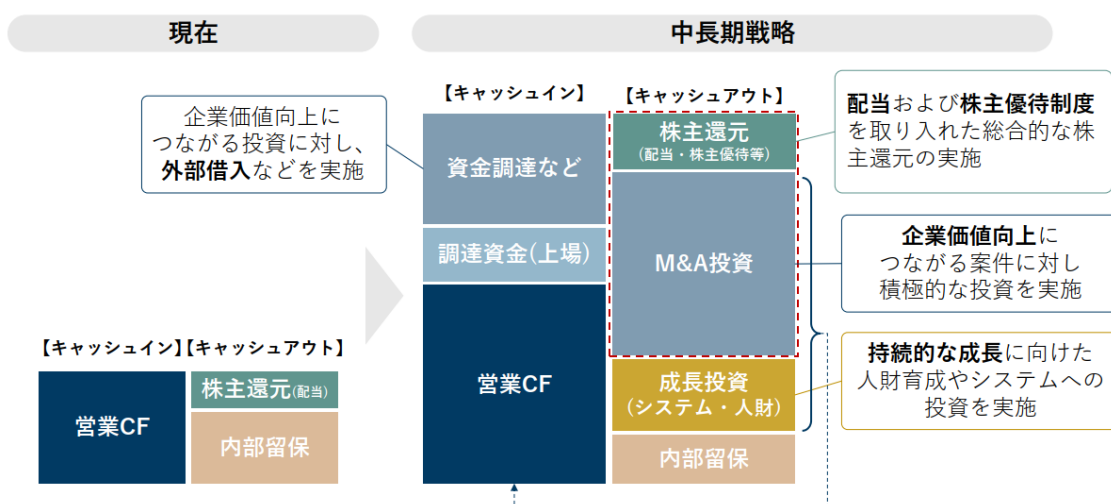 現在
中長期戦略
企業価値向上に
つながる投資に対し、
外部借入などを実施
【キャッシュイン】
【キャッシュアウト】
資金調達など
調達資金(上場)
営業CF
株主還元
(配当・株主優待等)
M&A投資
成長投資
(システム・人財)
内部留保
配当および株主優待制度
を取り入れた総合的な株
主還元の実施
企業価値向上に
つながる案件に対し
積極的な投資を実施
持続的な成長に向けた
人財育成やシステムへの
投資を実施
【キャッシュイン】【キャッシュアウト】
営業CF
株主還元(配当)
内部留保